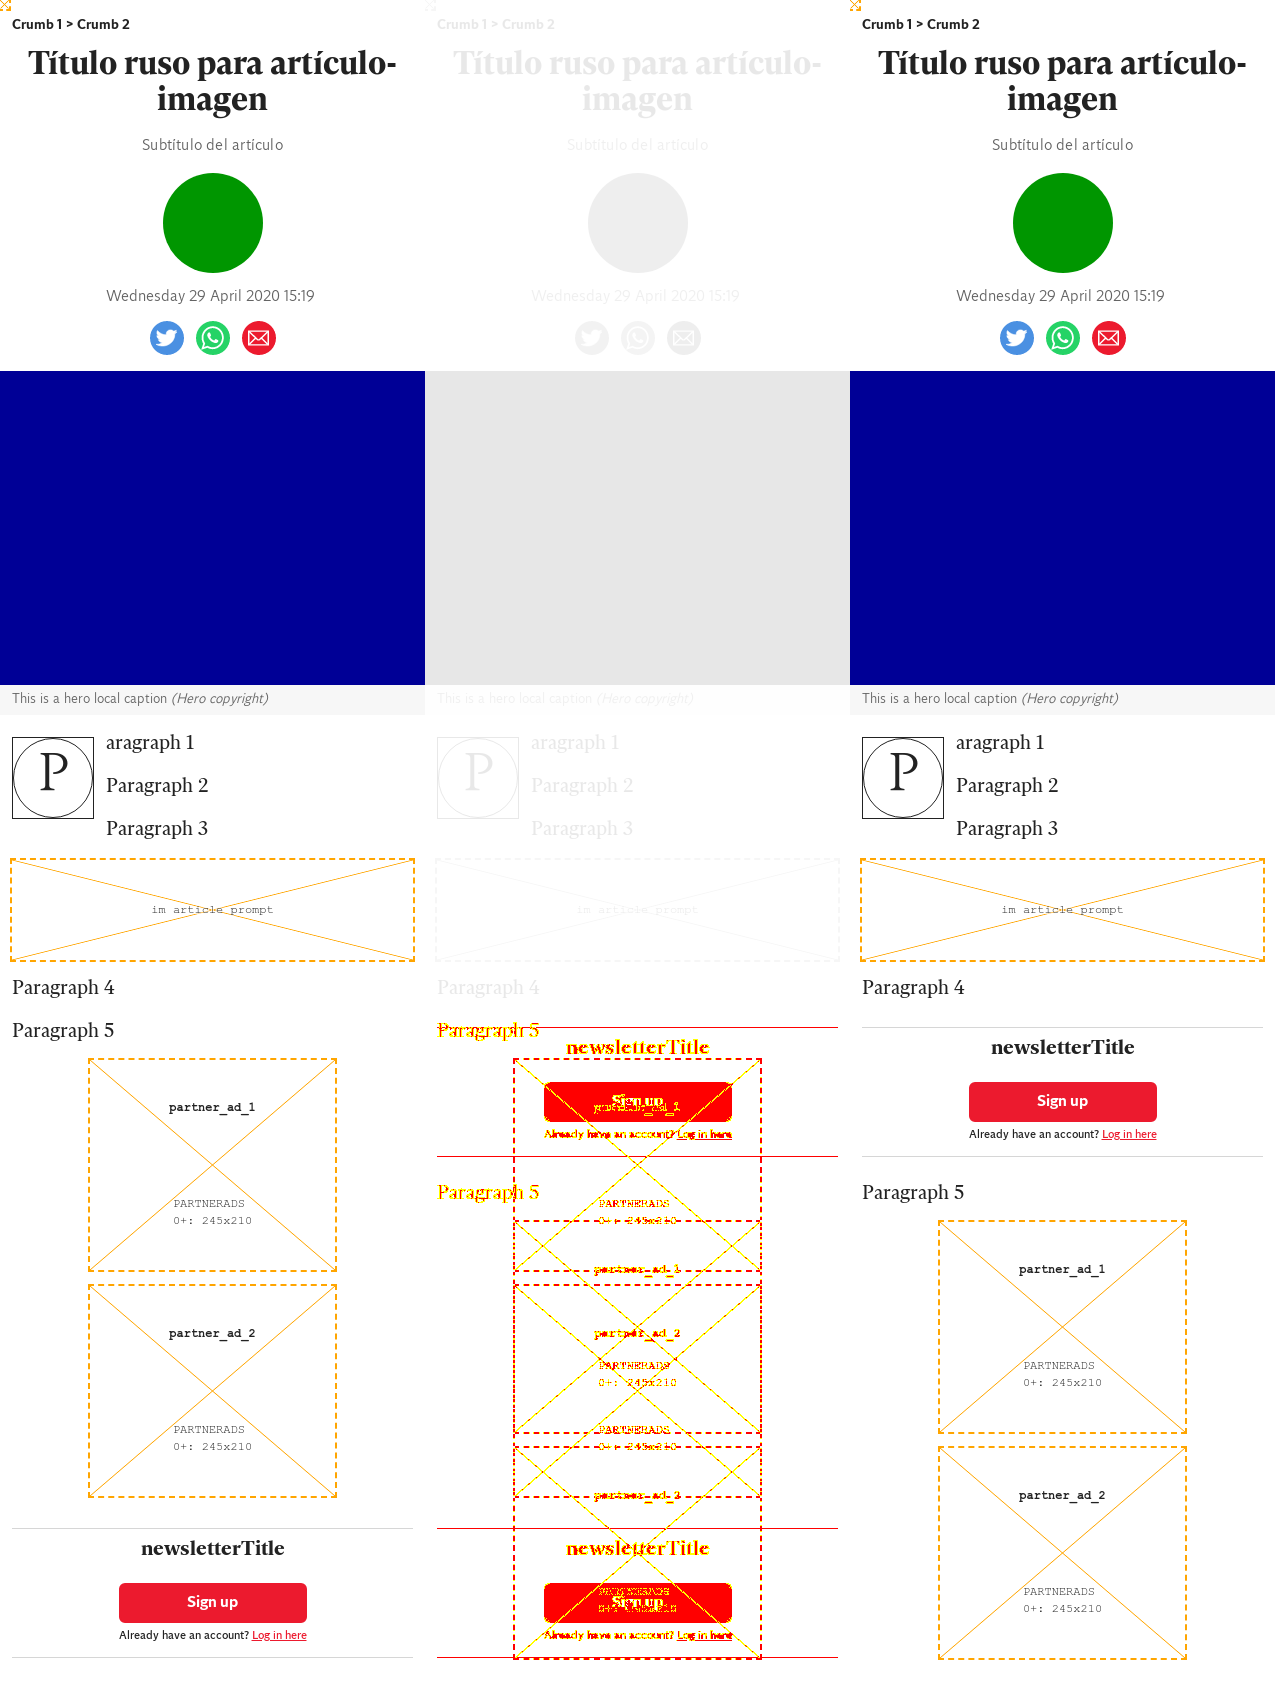 Crumb 1 > Crumb 2
Título ruso para artículo-
imagen
Subtítulo del artículo
Wednesday 29 April 2020 15:19
This is a hero local caption (Hero copyright)
P
aragraph 1
Paragraph 2
Paragraph 3
im article prompt
Paragraph 4
Paragraph 5
partner_ad_1
PARTNERADS
0+: 245x210
partner_ad_2
PARTNERADS
0+: 245x210
newsletterTitle
Sign up
Already have an account? Log in here
Crumb 1 > Crumb 2
Título ruso para artículo-
imagen
Subtítulo del artículo
Wednesday 29 April 2020 15:19
This is a hero local caption (Hero copyright)
P
aragraph 1
Paragraph 2
Paragraph 3
im article prompt
Paragraph 4
Paragraph 5
newsletterTitle
Sign up
partner_ad_1
Already have an account? Log in here
Paragraph 5
PARTNERADS
0+: 245x210
partner_ad_1
partner_ad_2
PARTNERADS
0+: 245x210
PARTNERADS
0+: 245x210
partner_ad_2
newsletterTitle
PARTNERADS
Sign up
0+: 245x210
Already have an account? Log in here
Crumb 1 > Crumb 2
Título ruso para artículo-
imagen
Subtítulo del artículo
Wednesday 29 April 2020 15:19
This is a hero local caption (Hero copyright)
P
aragraph 1
Paragraph 2
Paragraph 3
im article prompt
Paragraph 4
newsletterTitle
Sign up
Already have an account? Log in here
Paragraph 5
partner_ad_1
PARTNERADS
0+: 245x210
partner_ad_2
PARTNERADS
0+: 245x210